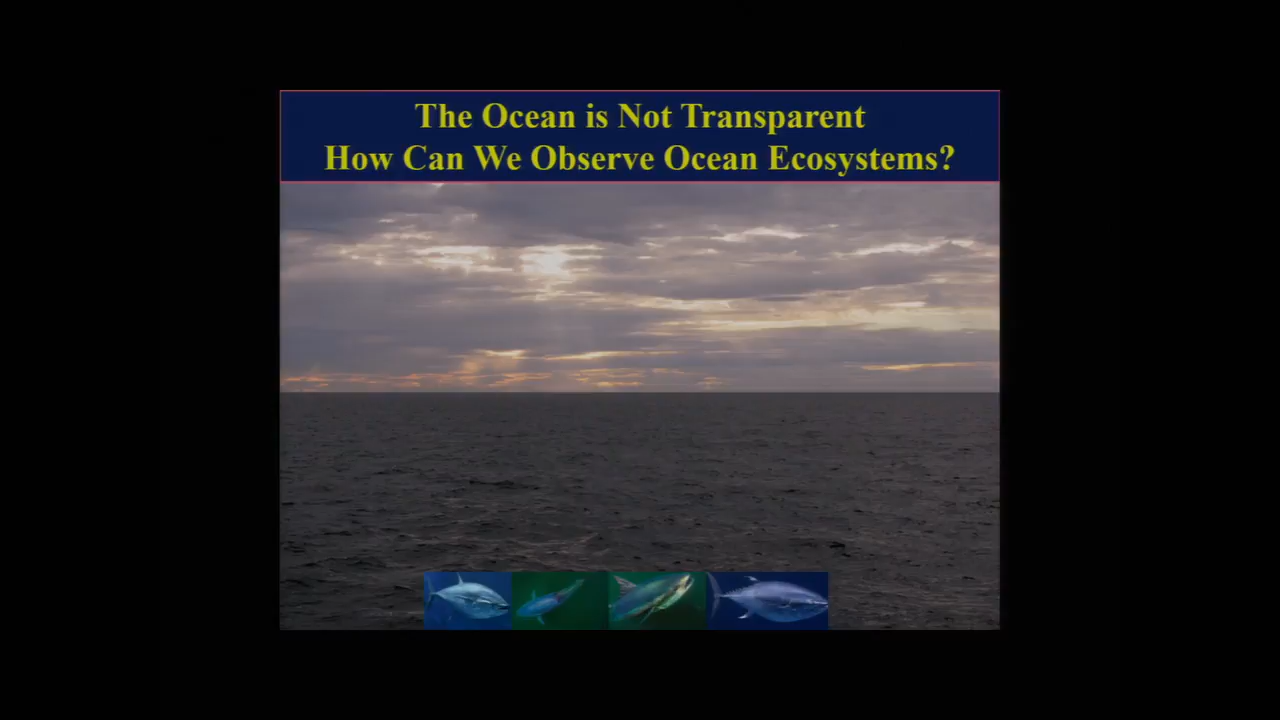 The Ocean is Not Transparent
How Can We Observe Ocean Ecosystems?